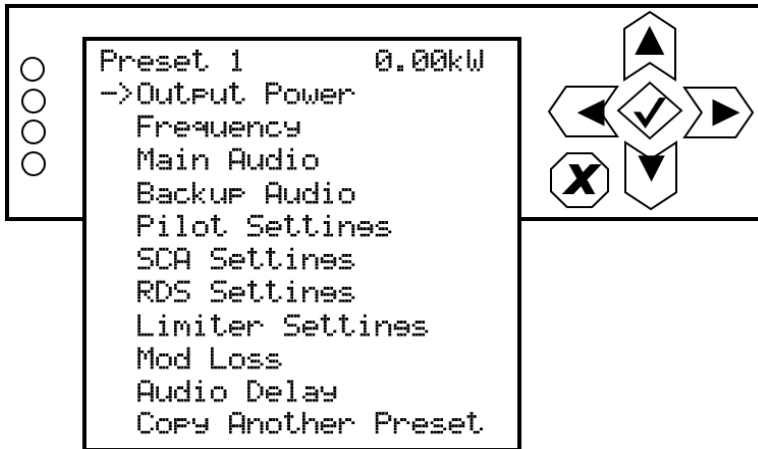 Preset 1 0.00kW
->Output Power
Frequency
Main Audio
Backup Audio
Pilot Settings
SCA Settings
RDS Settings
Limiter Settings
Mod Loss
Audio Delay
Copy Another Preset